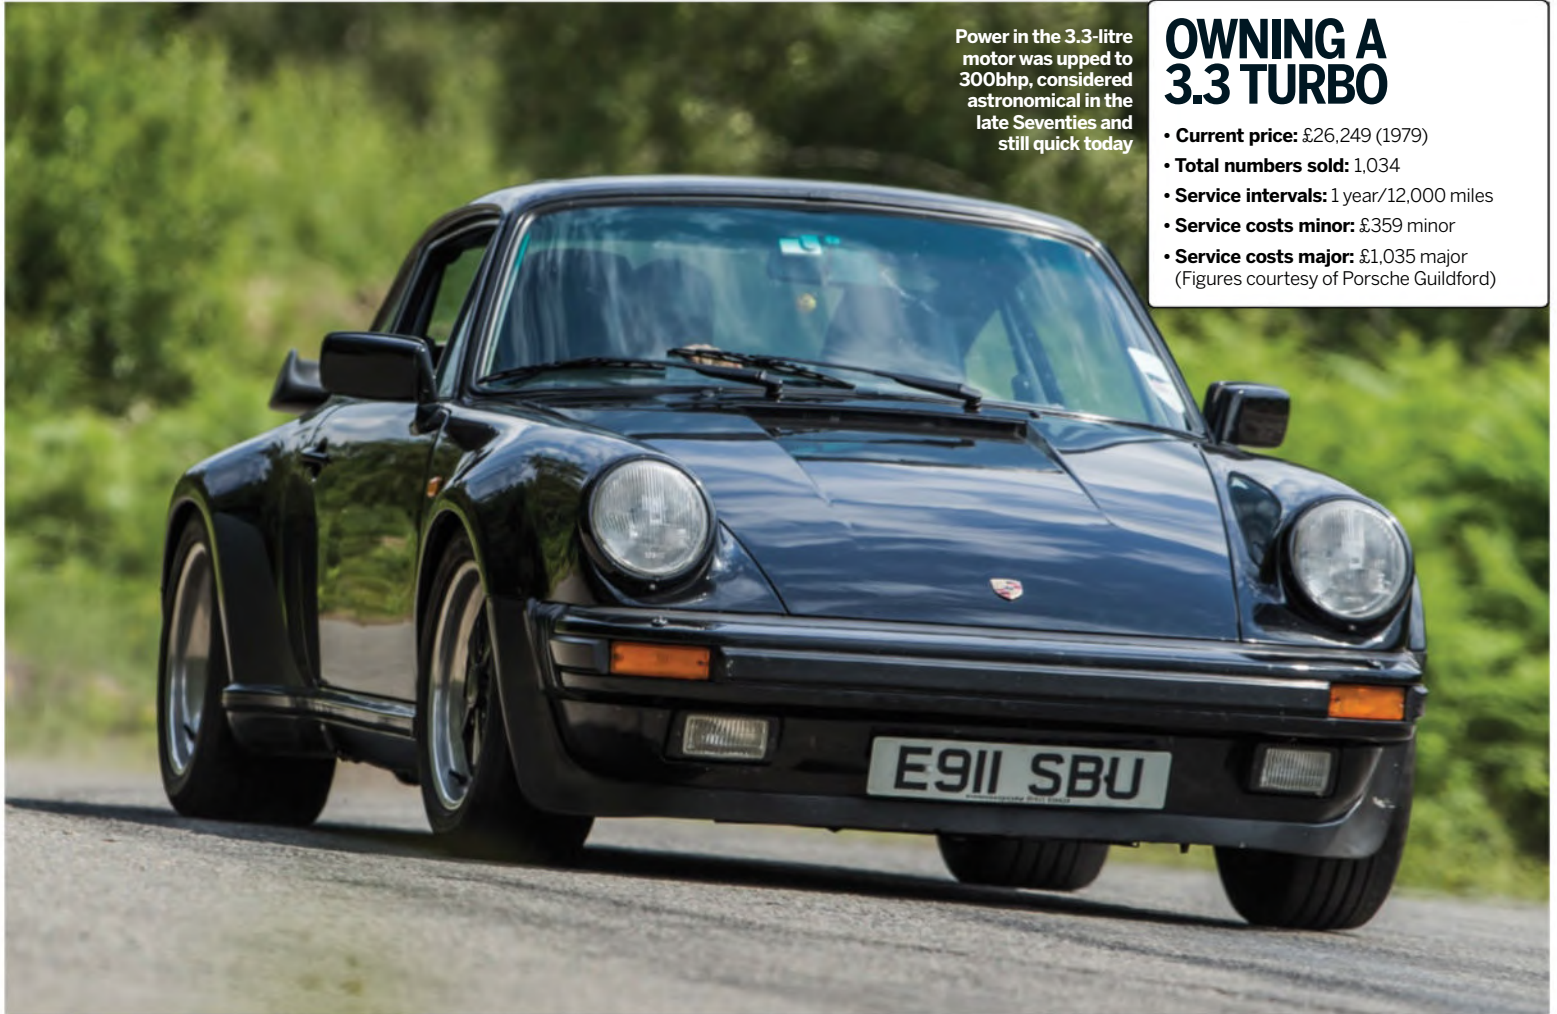 Power in the 3.3-litre
motor was upped to
300bhp, considered
astronomical in the
late Seventies and
still quick today
OWNING A
3.3 TURBO
• Current price: £26,249 (1979)
• Total numbers sold: 1,034
• Service intervals: 1 year/12,000 miles
• Service costs minor: £359 minor
• Service costs major: £1,035 major
(Figures courtesy of Porsche Guildford)
E911 SBU